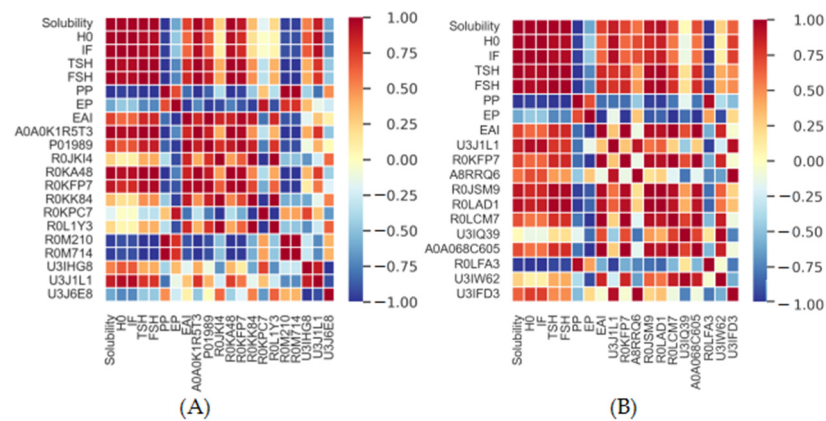 Solubility
H0
IF
TSH
FSH
PP
EP
EAI
A0A0K1R5T3
P01989
R0JKI4
R0KA48
R0KFP7
R0KK84
R0KPC7
R0L1Y3
R0M210
R0M714
U3IHG8
U3J1L1
U3J6E8
Solubility
H0
IF
TSH
FSH
PP
EP
EAI
A0A0K1R5T3
P01989
R0JKI4
R0KA48
R0KFP7
R0KK84
R0KPC7
R0L1Y3
R0M210
R0M714
U3IHG8
U3J1L1
U3J6E8
1.00
0.75
0.50
0.25
0.00
−0.25
−0.50
−0.75
−1.00
(A)
Solubility
H0
IF
TSH
FSH
PP
EP
EAI
U3J1L1
R0KFP7
A8RRQ6
R0JSM9
R0LAD1
R0LCM7
U3IQ39
A0A068C605
R0LFA3
U3IW62
U3IFD3
Solubility
H0
IF
TSH
FSH
PP
EP
EAI
U3J1L1
R0KFP7
A8RRQ6
R0JSM9
R0LAD1
R0LCM7
U3IQ39
A0A068C605
R0LFA3
U3IW62
U3IFD3
1.00
0.75
0.50
0.25
0.00
−0.25
−0.50
−0.75
−1.00
(B)